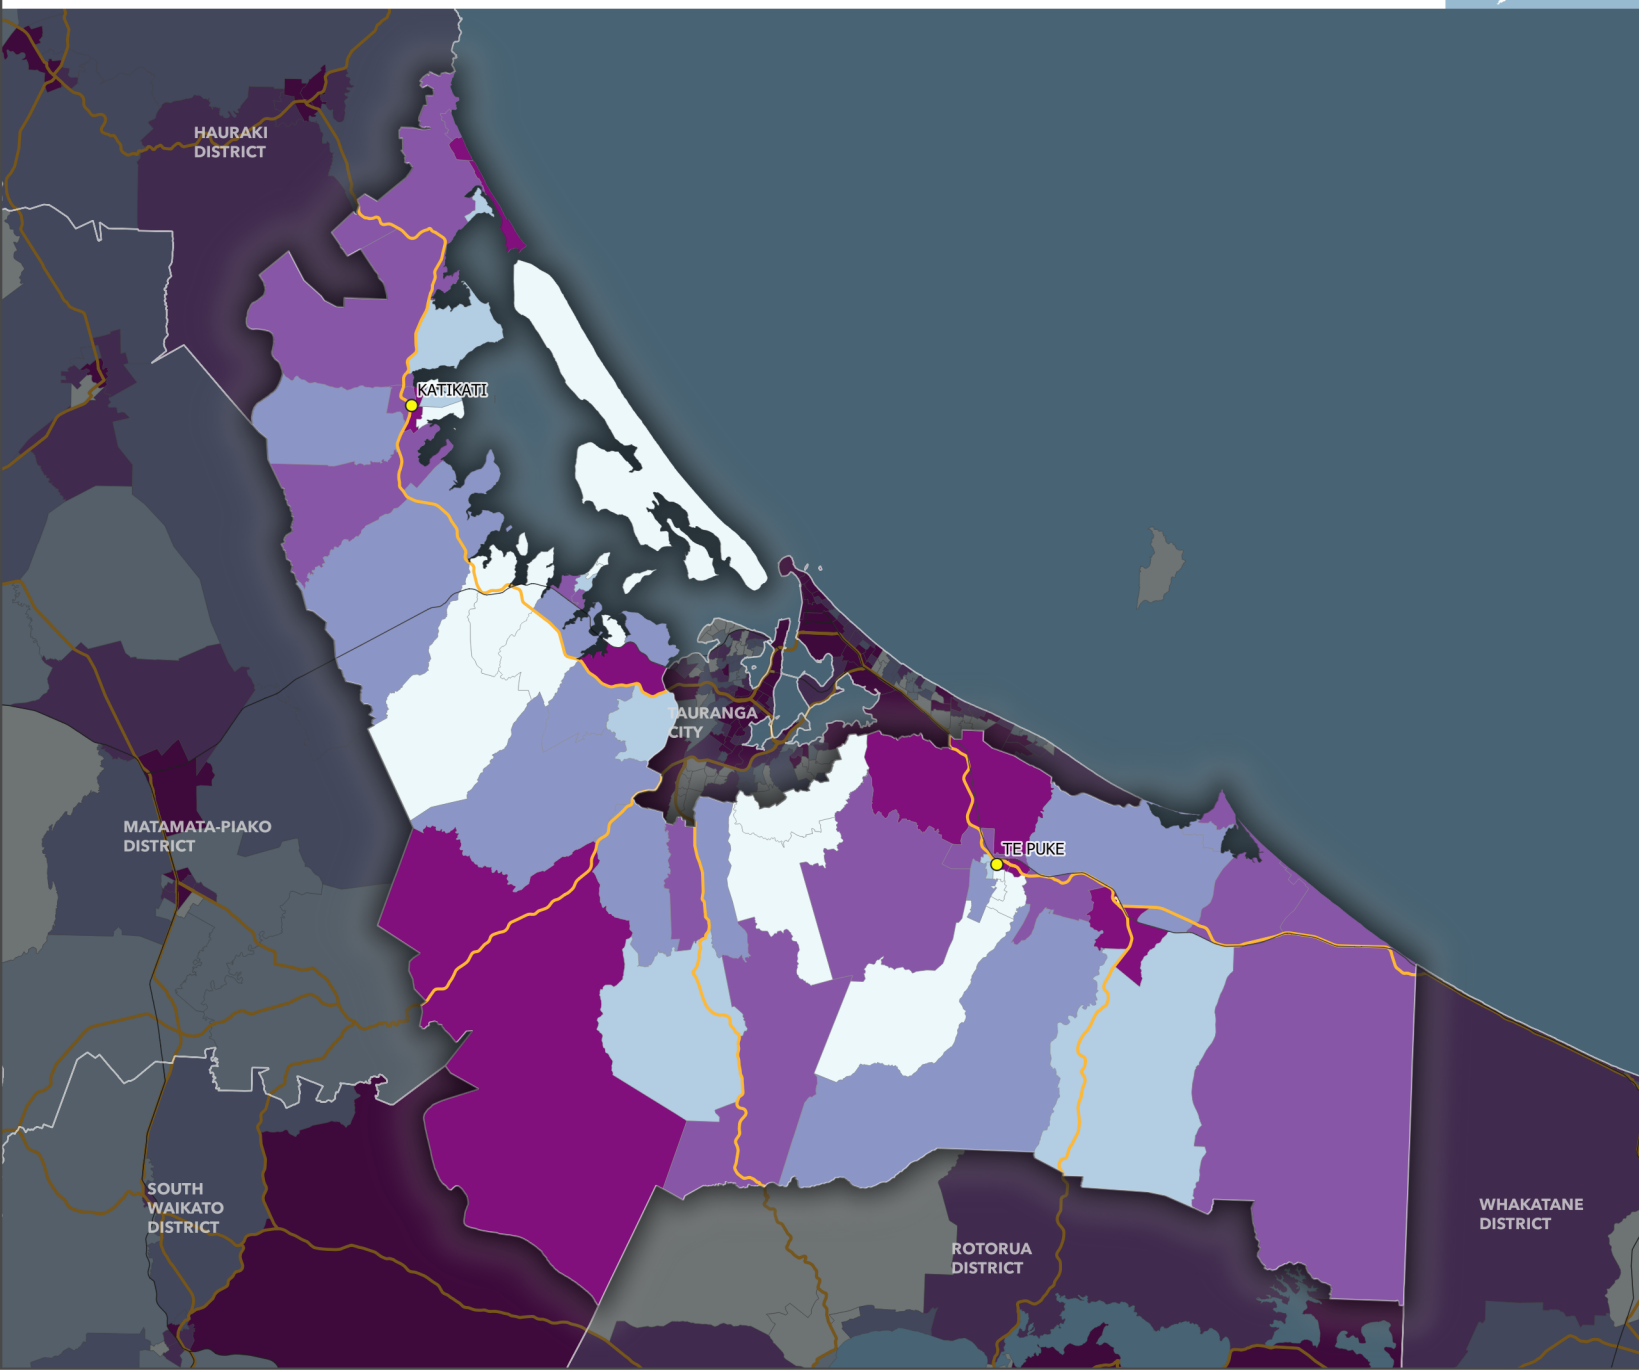 HAURAKI
DISTRICT
KATIKATI
TAURANGA
CITY
MATAMATA-PIAKO
DISTRICT
TE PUKE
SOUTH
WAIKATO
DISTRICT
WHAKATANE
DISTRICT
ROTORUA
DISTRICT